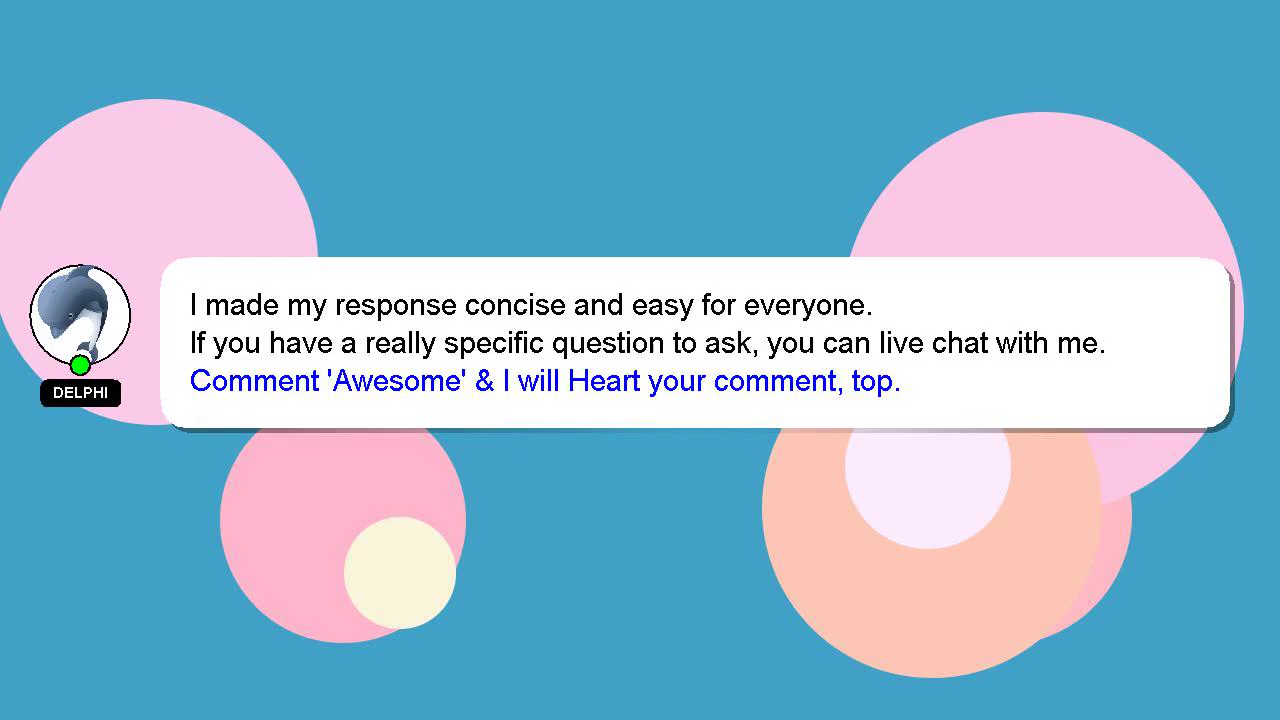 I made my response concise and easy for everyone.
If you have a really specific question to ask, you can live chat with me.
Comment 'Awesome' & I will Heart your comment, top.
DELPHI